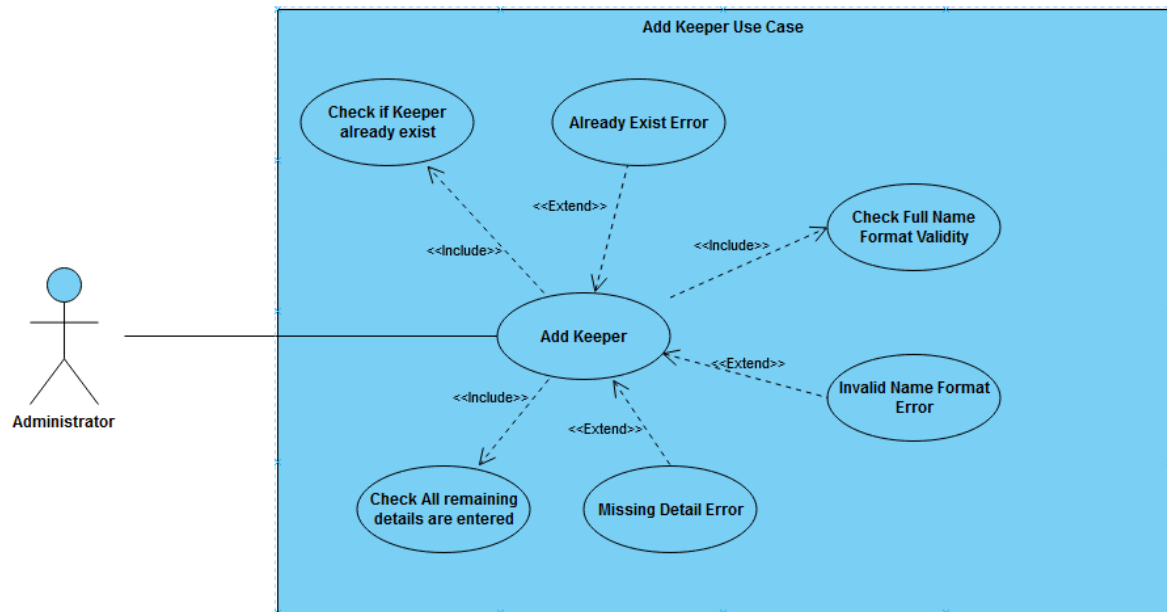 Add Keeper Use Case
Check if Keeper
already exist
Already Exist Error
<<Extend>>
Check Full Name
Format Validity
<<Include>>
<<Include>>
Add Keeper
<<Extend>>
Invalid Name Format
Error
<<Include>>
<<Extend>>
Administrator
Check All remaining
details are entered
Missing Detail Error